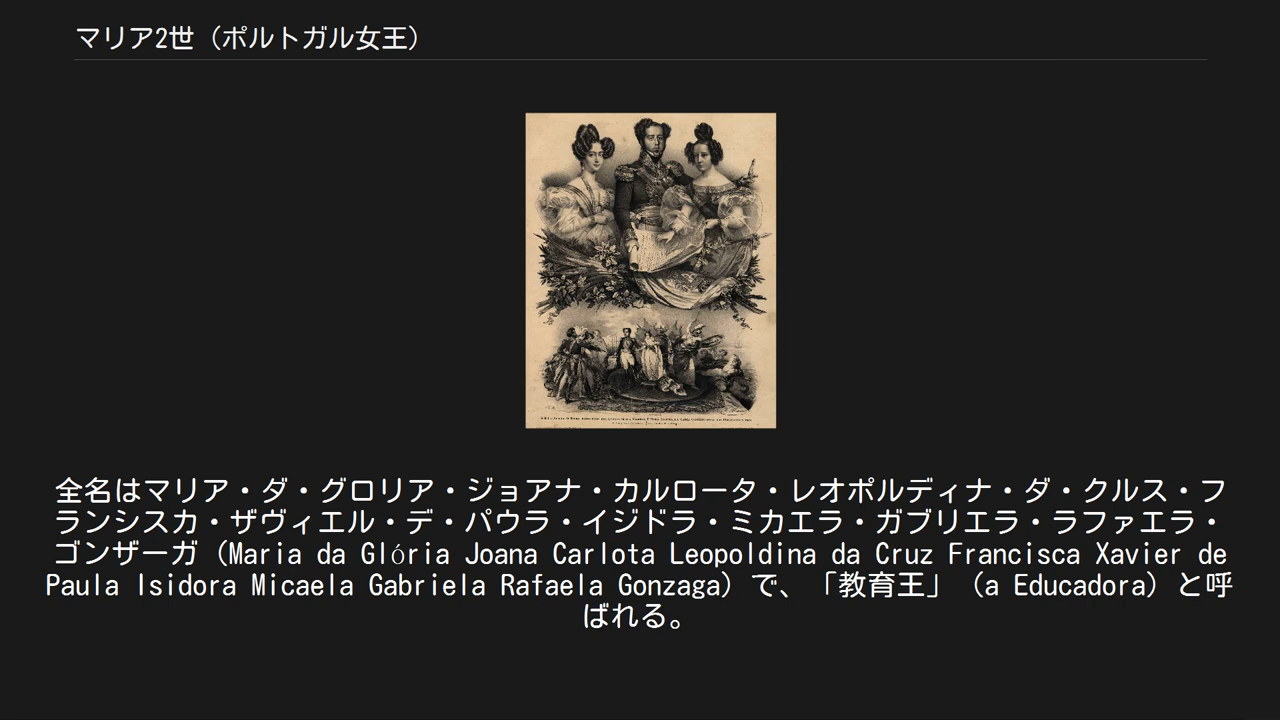 マリア2世（ポルトガル女王）
全名はマリア・ダ・グロリア・ジョアナ・カルロータ・レオポルディナ・ダ・クルス・フ
ランシスカ・ザヴィエル・デ・パウラ・イジドラ・ミカエラ・ガブリエラ・ラファエラ・
ゴンザーガ（Maria da Glória Joana Carlota Leopoldina da Cruz Francisca Xavier de
Paula Isidora Micaela Gabriela Rafaela Gonzaga）で、「教育王」（a Educadora）と呼
ばれる。